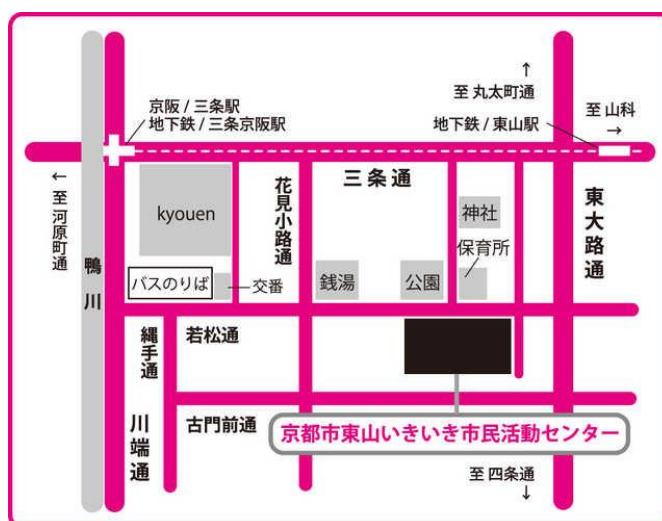 京阪 / 三条駅
地下鉄 / 三条京阪駅
↑
至 丸太町通
至 山科
→
地下鉄 / 東山駅
←
至 河原町通
鴨川
kyouen
花見小路通
三条通
神社
保育所
東大路通
バスのりば
交番
銭湯
公園
縄手通
若松通
川端通
古門前通
京都市東山いきいき市民活動センター
至 四条通
↓